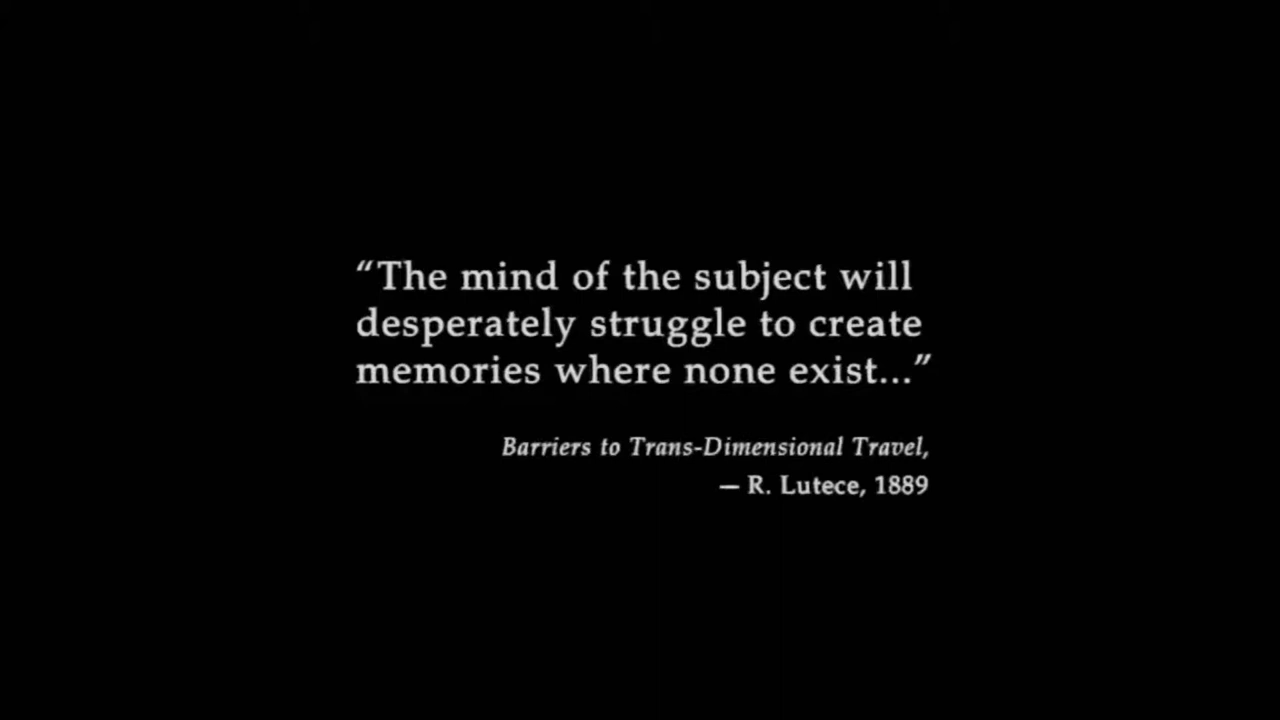 “The mind of the subject will
desperately struggle to create
memories where none exist...”
Barriers to Trans-Dimensional Travel,
— R. Lutece, 1889